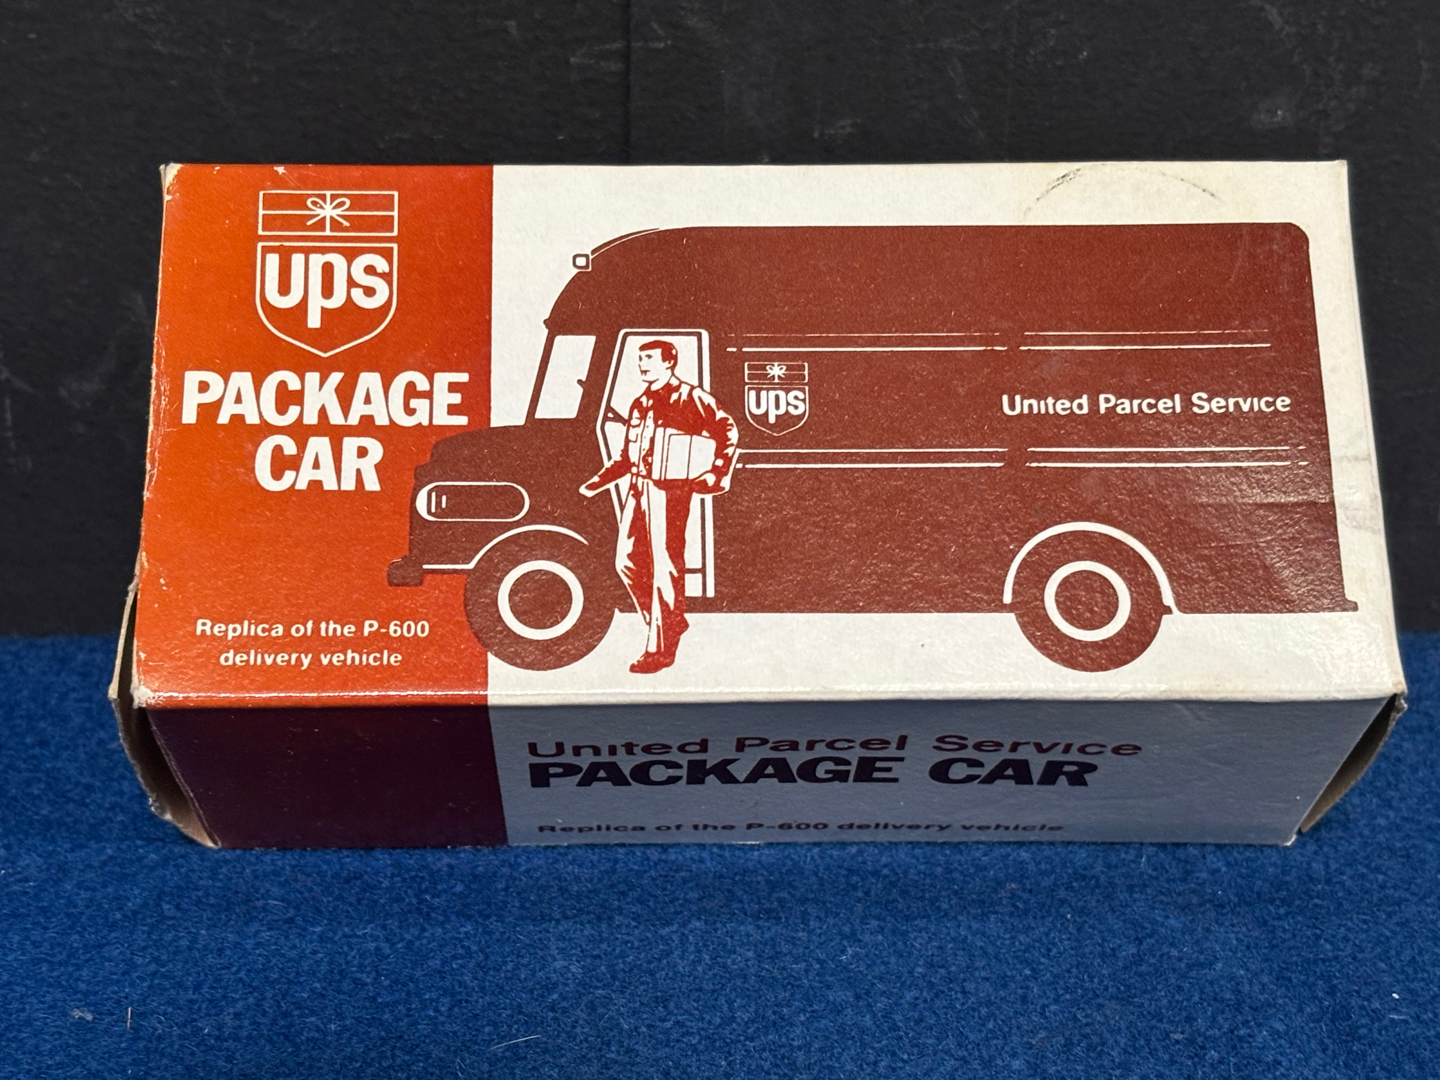 ups
PACKAGE
CAR
Replica of the P-600
delivery vehicle
ups
United Parcel Service
United Parcel Service
PACKAGE CAR
Replica of the P-600 delivery vehicle